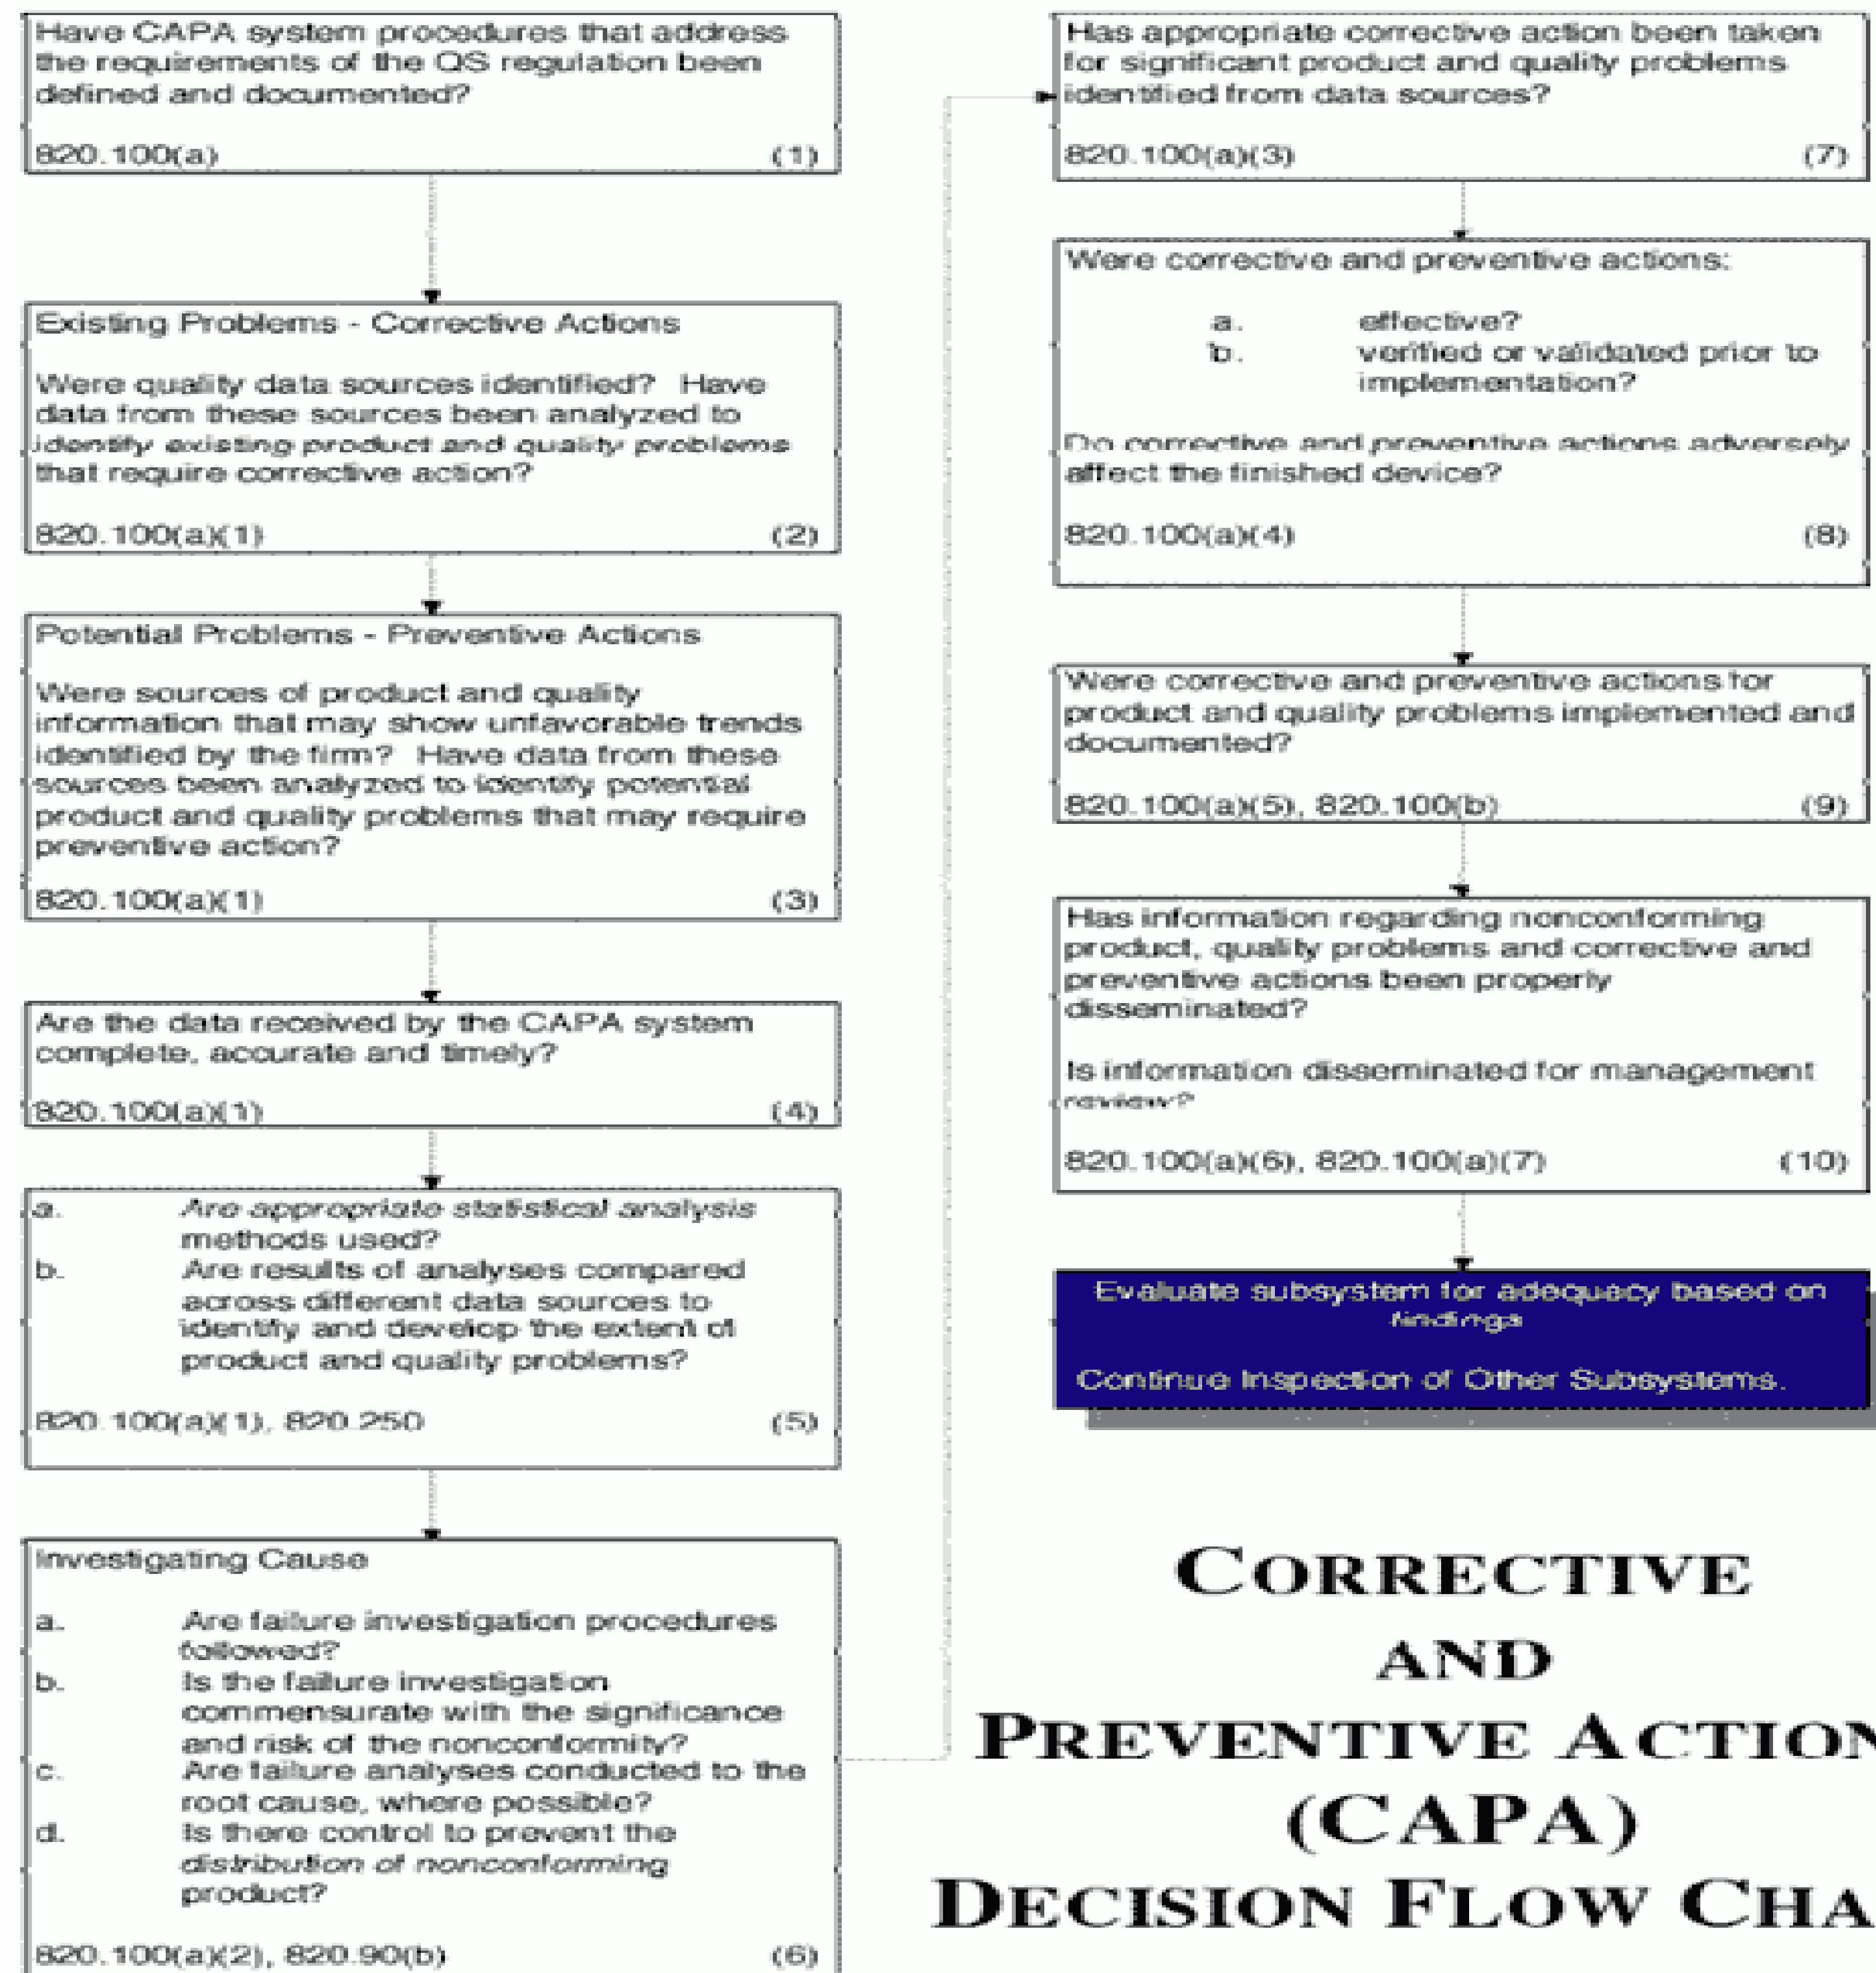 Have CAPA system procedures that address
the requirements of the QS regulation been
defined and documented?
820.100(a) (1)
Existing Problems - Corrective Actions
Were quality data sources identified? Have
data from these sources been analyzed to
identify existing product and quality problems
that require corrective action?
820.100(a)(1) (2)
Potential Problems - Preventive Actions
Were sources of product and quality
information that may show unfavorable trends
identified by the firm? Have data from these
sources been analyzed to identify potential
product and quality problems that may require
preventive action?
820.100(a)(1) (3)
Are the data received by the CAPA system
complete, accurate and timely?
820.100(a)(1) (4)
a. Are appropriate statistical analysis
methods used?
b. Are results of analyses compared
across different data sources to
identify and develop the extent of
product and quality problems?
820.100(a)(1), 820.250 (5)
Investigating Cause
a. Are failure investigation procedures
followed?
b. Is the failure investigation
commensurate with the significance
and risk of the nonconformity?
c. Are failure analyses conducted to the
root cause, where possible?
d. Is there control to prevent the
distribution of nonconforming
product?
820.100(a)(2), 820.90(b) (6)
Has appropriate corrective action been taken
for significant product and quality problems
identified from data sources?
820.100(a)(3) (7)
Were corrective and preventive actions:
a. effective?
b. verified or validated prior to
implementation?
Do corrective and preventive actions adversely
affect the finished device?
820.100(a)(4) (8)
Were corrective and preventive actions for
product and quality problems implemented and
documented?
820.100(a)(5), 820.100(b) (9)
Has information regarding nonconforming
product, quality problems and corrective and
preventive actions been properly
disseminated?
Is information disseminated for management
review?
820.100(a)(6), 820.100(a)(7) (10)
Evaluate subsystem for adequacy based on
findings
Continue Inspection of Other Subsystems.
CORRECTIVE
AND
PREVENTIVE ACTION
(CAPA)
DECISION FLOW CHA